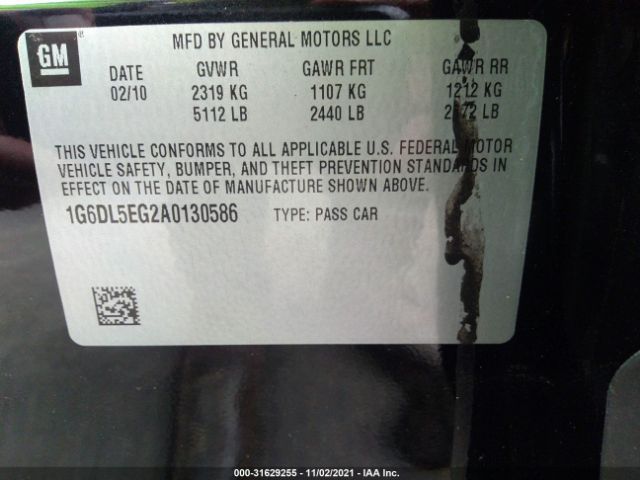 GM
MFD BY GENERAL MOTORS LLC
DATE GVWR GAWR FRT GAWR RR
02/10 2319 KG 1107 KG 1212 KG
5112 LB 2440 LB LB
THIS VEHICLE CONFORMS TO ALL APPLICABLE U.S. FEDERAL MOTOR
VEHICLE SAFETY, BUMPER, AND THEFT PREVENTION STANDARDS IN
EFFECT ON THE DATE OF MANUFACTURE SHOWN ABOVE.
1G6DL5EG2A0130586 TYPE: PASS CAR
000-31629255 - 11/02/2021 - IAA Inc.